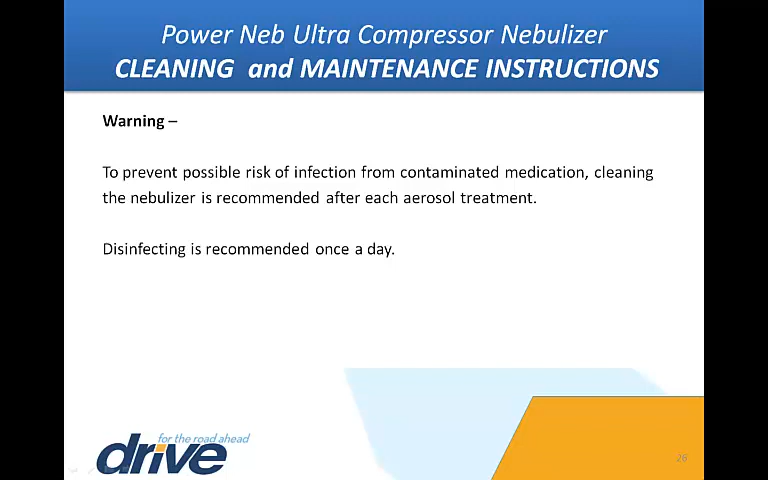 Power Neb Ultra Compressor Nebulizer
CLEANING and MAINTENANCE INSTRUCTIONS
Warning –
To prevent possible risk of infection from contaminated medication, cleaning
the nebulizer is recommended after each aerosol treatment.
Disinfecting is recommended once a day.
for the road ahead
drive
26